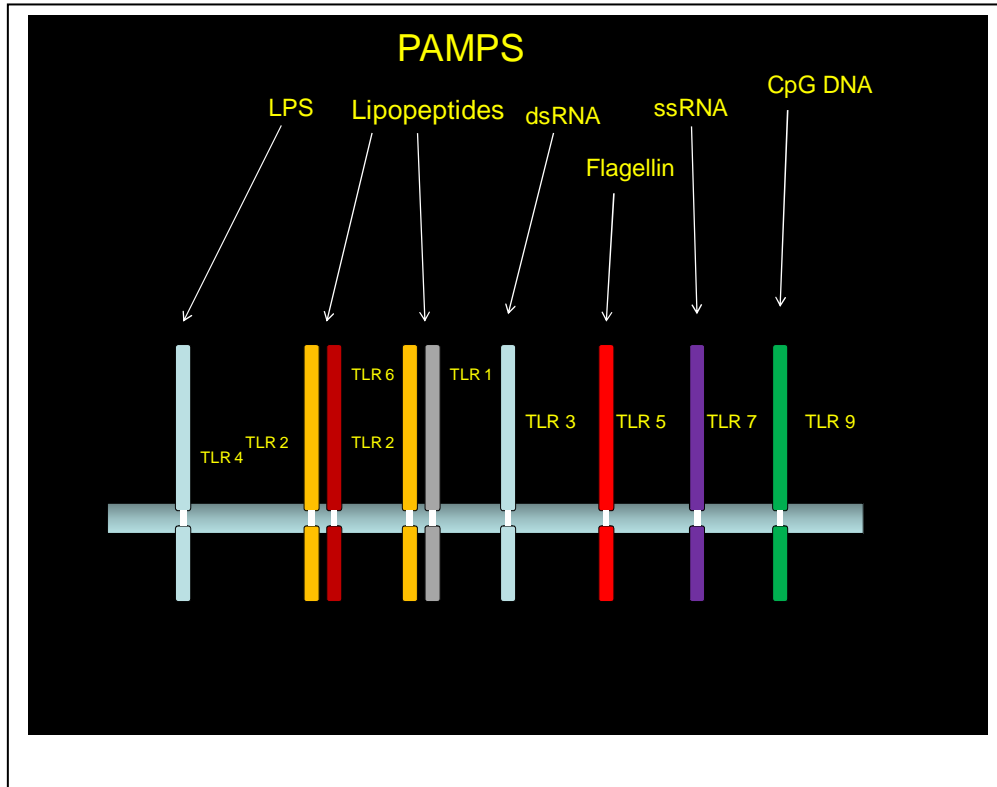 PAMPS
LPS
Lipopeptides
dsRNA
Flagellin
ssRNA
CpG DNA
TLR 4
TLR 2
TLR 6
TLR 2
TLR 1
TLR 3
TLR 5
TLR 7
TLR 9